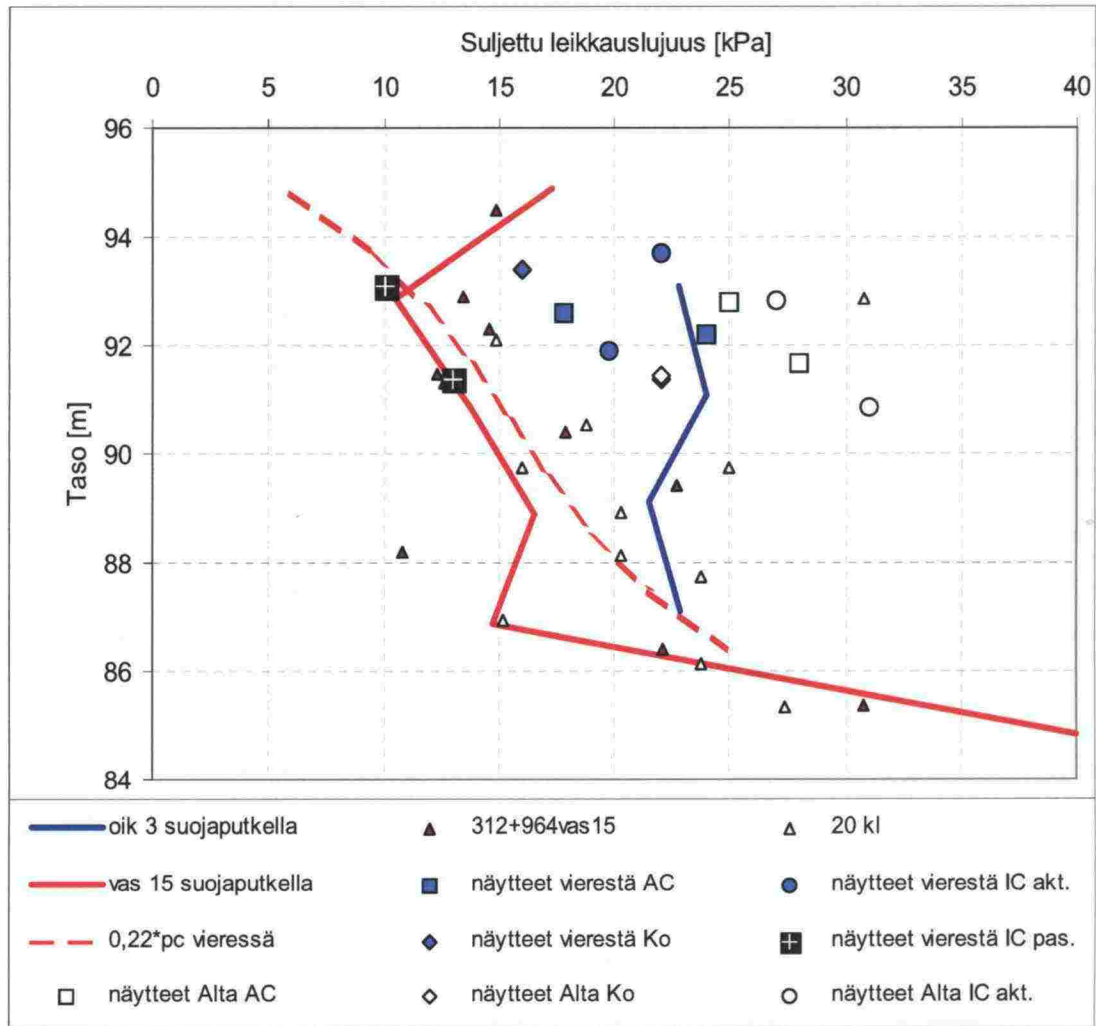 Suljettu leikkauslujuus [kPa]
0 5 10 15 20 25 30 35 40
96
94
92
90
88
86
84
Taso [m]
oik 3 suojaputkella 312+964vas15 20 kl
vas 15 suojaputkella näytteet vierestä AC näytteet vierestä IC akt.
0,22*pc vieressä näytteet vierestä Ko näytteet vierestä IC pas.
näytteet Alta AC näytteet Alta Ko näytteet Alta IC akt.